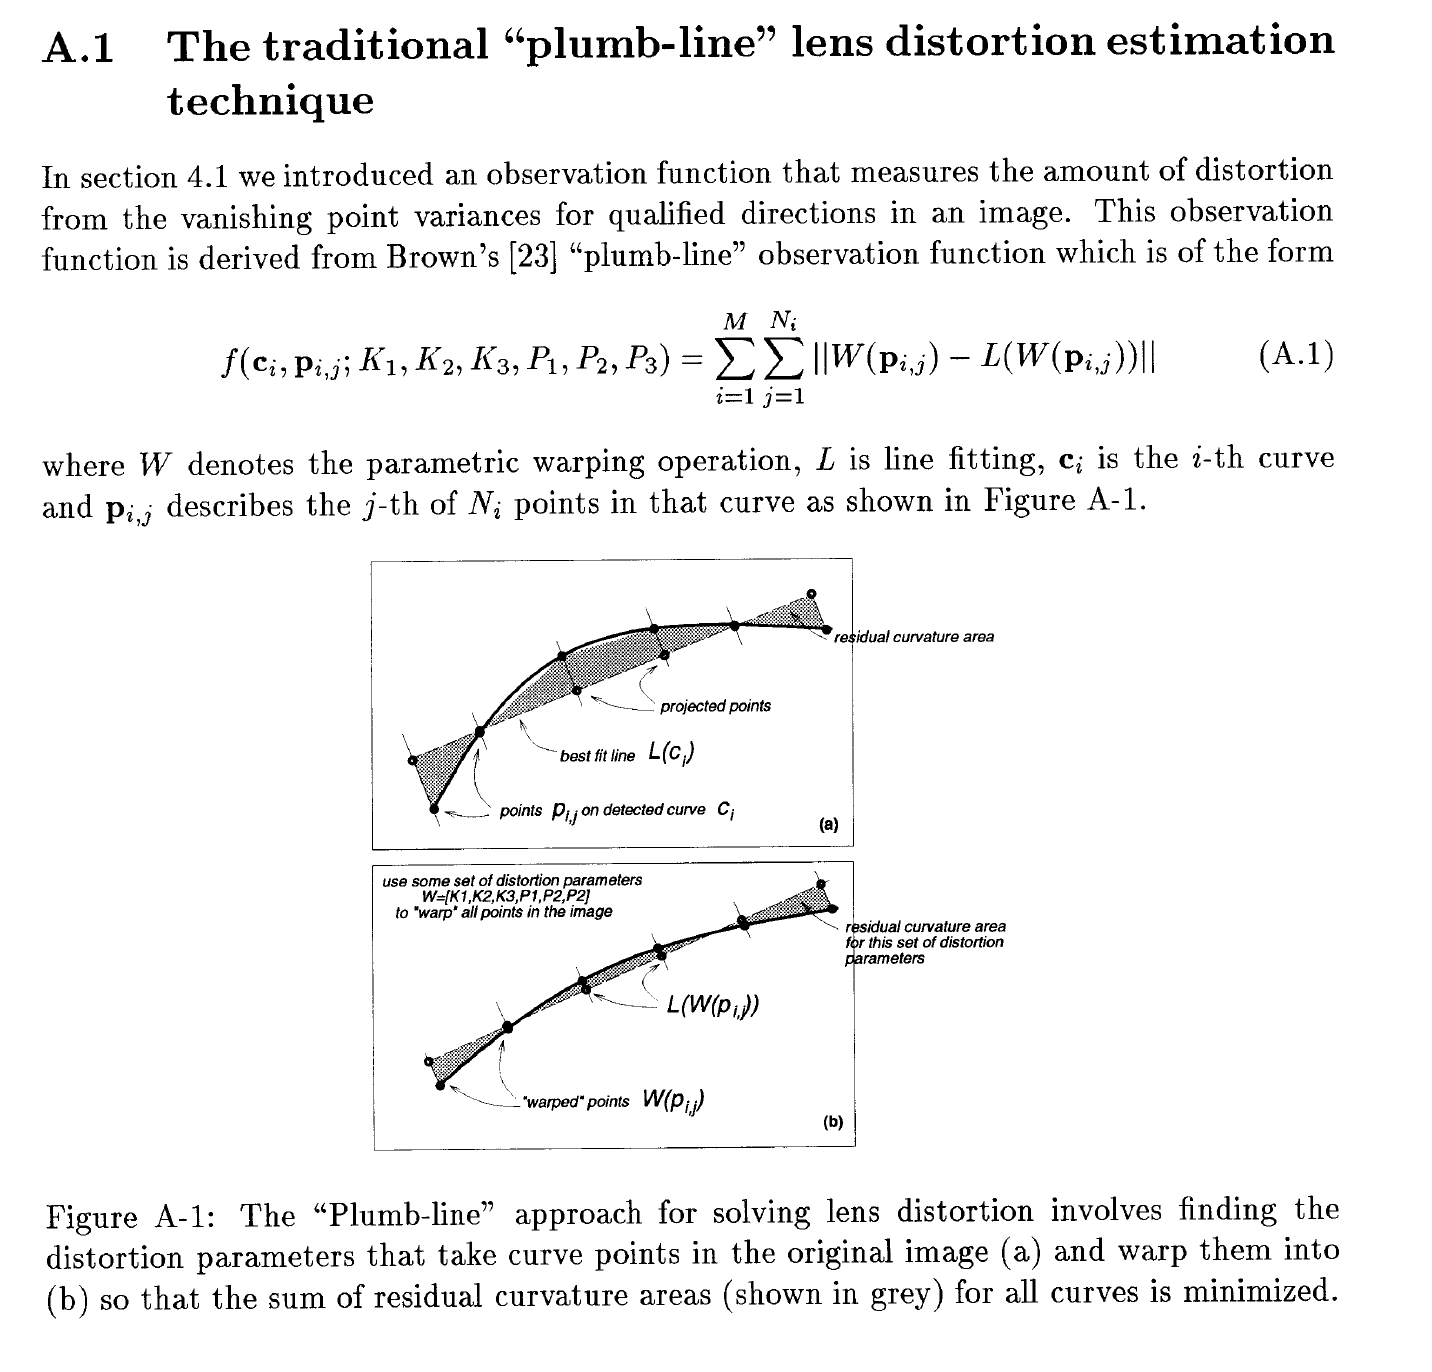 A.1 The traditional “plumb-line” lens distortion estimation
technique
In section 4.1 we introduced an observation function that measures the amount of distortion
from the vanishing point variances for qualified directions in an image. This observation
function is derived from Brown’s [23] “plumb-line” observation function which is of the form
f(c_i, p_{i,j}; K_1, K_2, K_3, P_1, P_2, P_3) = \sum_{i=1}^{M} \sum_{j=1}^{N_i} ||W(p_{i,j}) − L(W(p_{i,j}))|| (A.1)
where W denotes the parametric warping operation, L is line fitting, c_i is the i-th curve
and p_{i,j} describes the j-th of N_i points in that curve as shown in Figure A-1.
residual curvature area
projected points
best fit line L(c_i)
points p_{i,j} on detected curve C_i
(a)
use some set of distortion parameters
W=[K1,K2,K3,P1,P2,P2]
to "warp" all points in the image
residual curvature area
for this set of distortion
parameters
L(W(p_{i,j}))
"warped" points W(p_{i,j})
(b)
Figure A-1: The “Plumb-line” approach for solving lens distortion involves finding the
distortion parameters that take curve points in the original image (a) and warp them into
(b) so that the sum of residual curvature areas (shown in grey) for all curves is minimized.